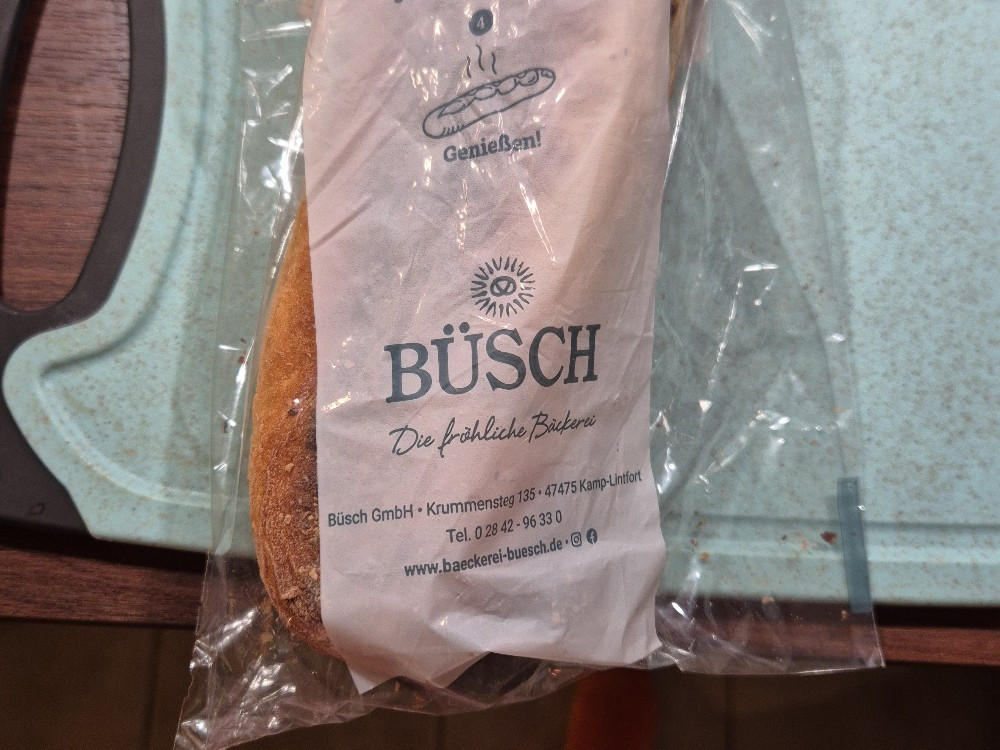 4
Genießen!
BÜSCH
Die fröhliche Bäckerei
Büsch GmbH • Krummensteg 135 • 47475 Kamp-Lintfort
Tel. 0 28 42 - 96 33 0
www.baeckerei-buesch.de •